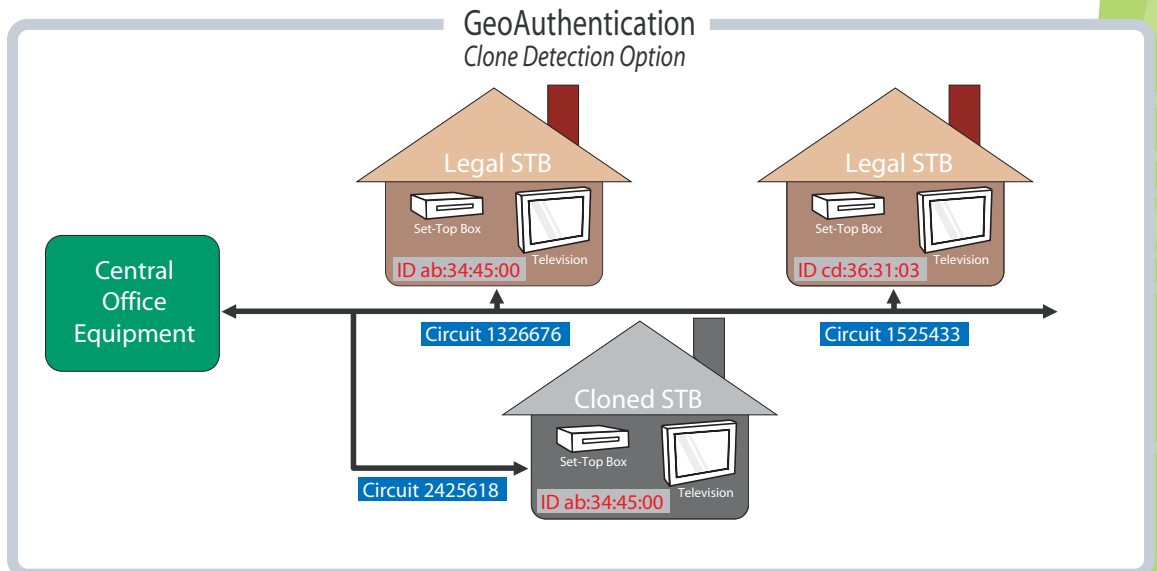 GeoAuthentication
Clone Detection Option
Legal STB
Set-Top Box
Television
ID ab:34:45:00
Legal STB
Set-Top Box
Television
ID cd:36:31:03
Central
Office
Equipment
Circuit 1326676
Circuit 1525433
Cloned STB
Set-Top Box
Television
ID ab:34:45:00
Circuit 2425618